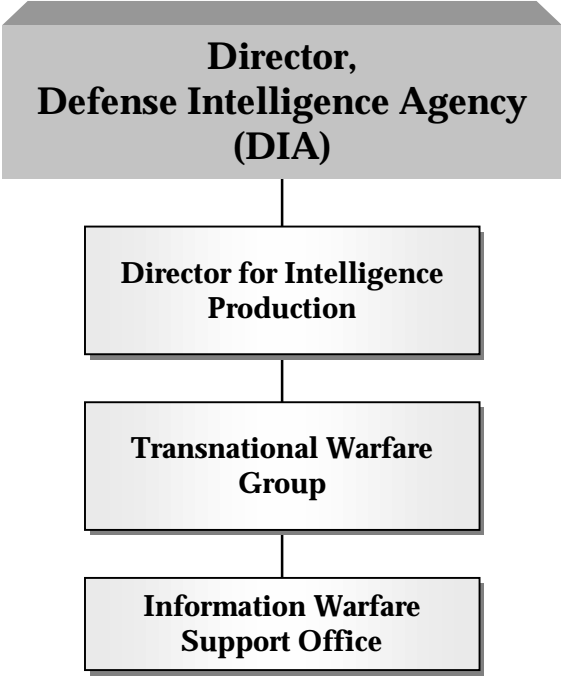 Director,
Defense Intelligence Agency
(DIA)
Director for Intelligence
Production
Transnational Warfare
Group
Information Warfare
Support Office